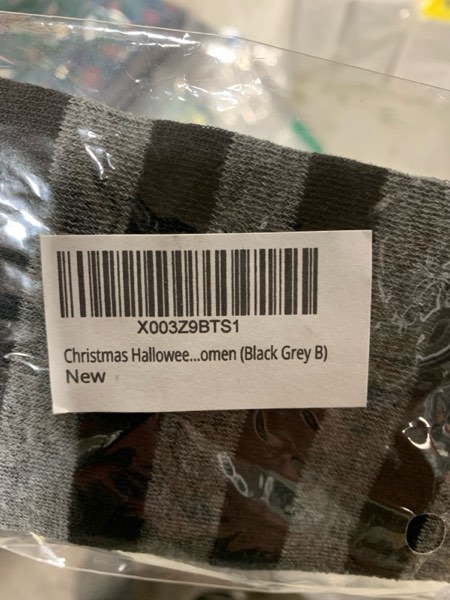 X003Z9BTS1
Christmas Hallowee...omen (Black Grey B)
New